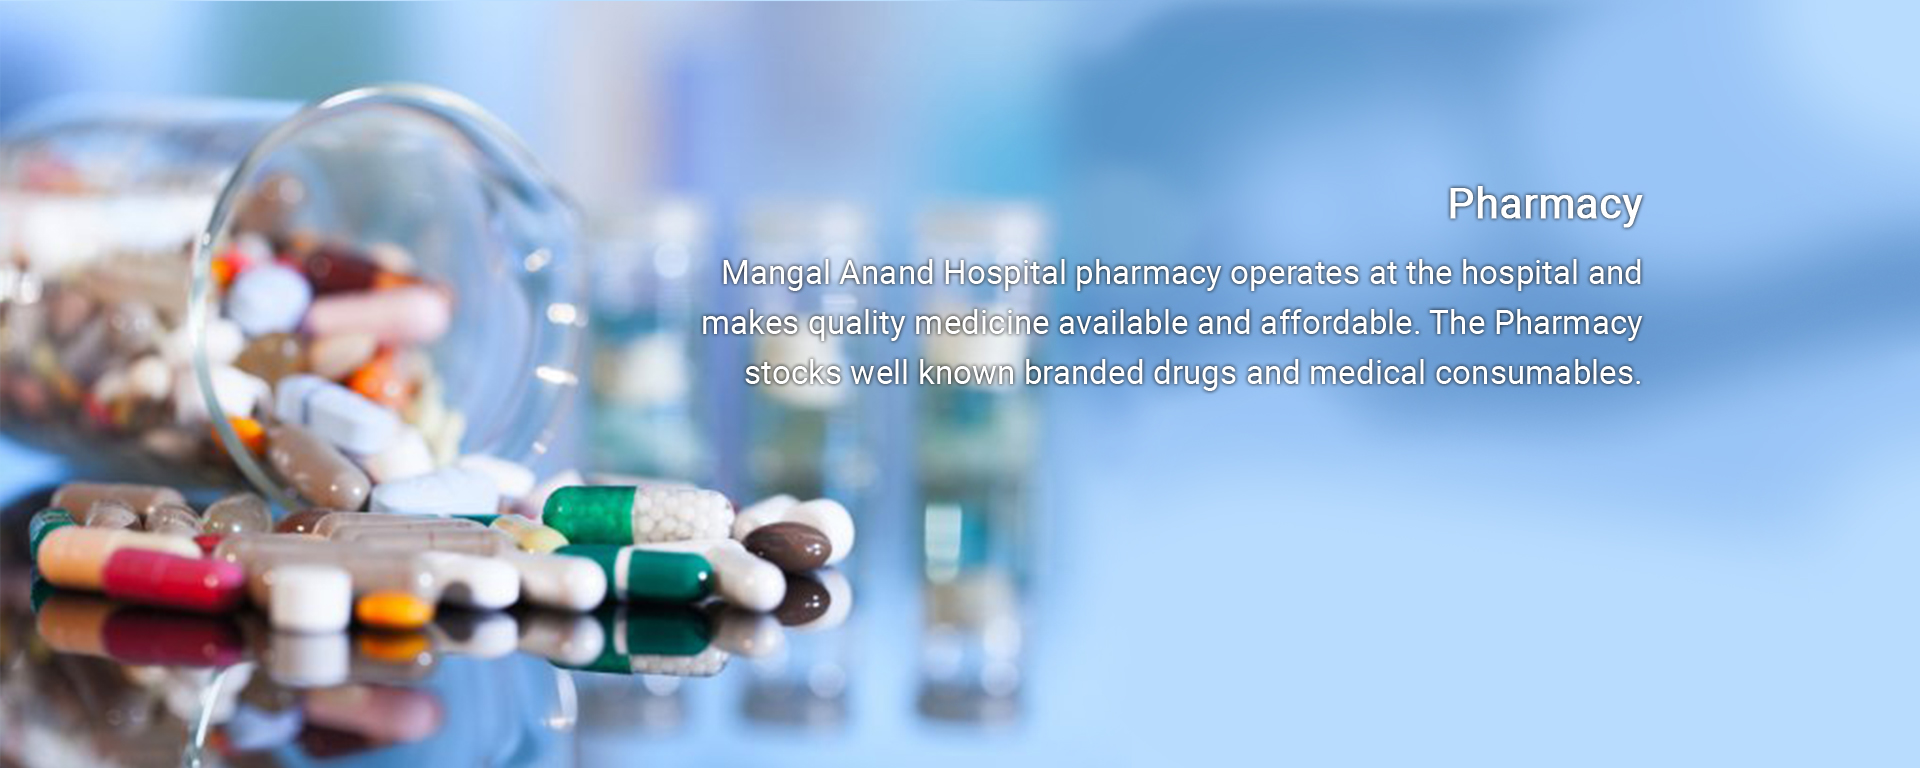 Pharmacy
Mangal Anand Hospital pharmacy operates at the hospital and
makes quality medicine available and affordable. The Pharmacy
stocks well known branded drugs and medical consumables.